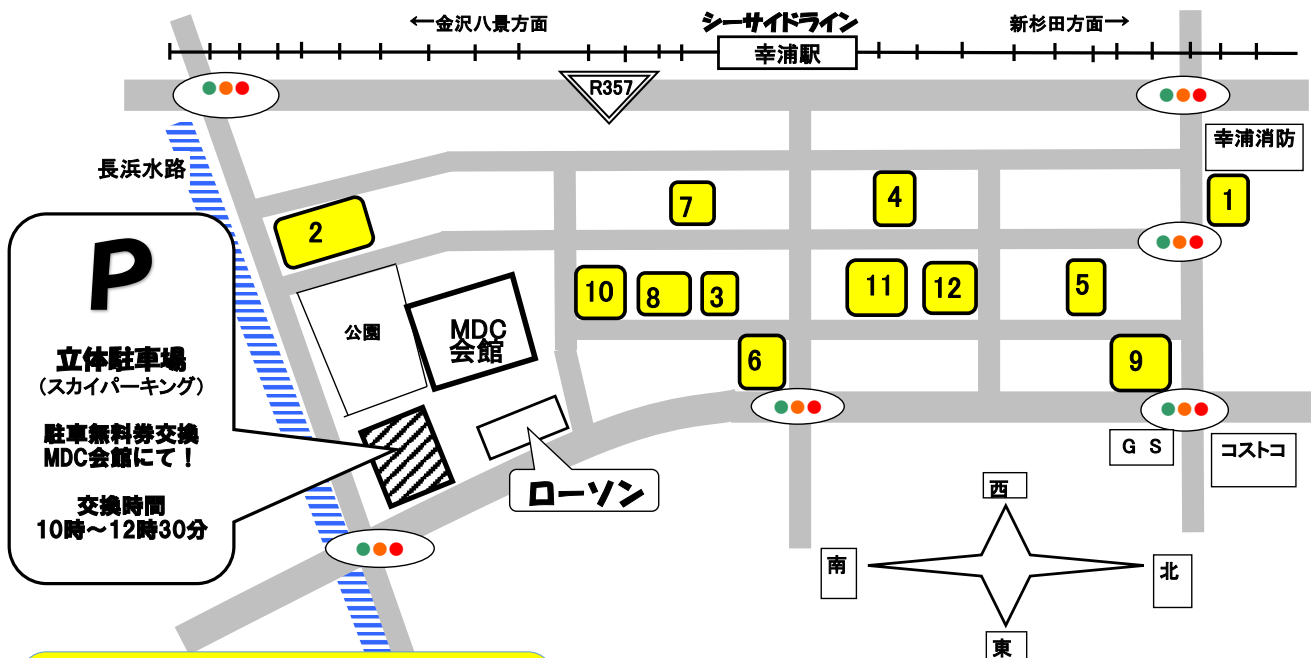 ←金沢八景方面
シーサイドライン
新杉田方面→
幸浦駅
R357
幸浦消防
長浜水路
1
4
7
2
P
立体駐車場
(スカイパーキング)
駐車無料券交換
MDC会館にて！
交換時間
10時～12時30分
公園
MDC
会館
10
8
3
11
12
5
6
9
ローソン
ＧＳ
コストコ
西
南
北
東